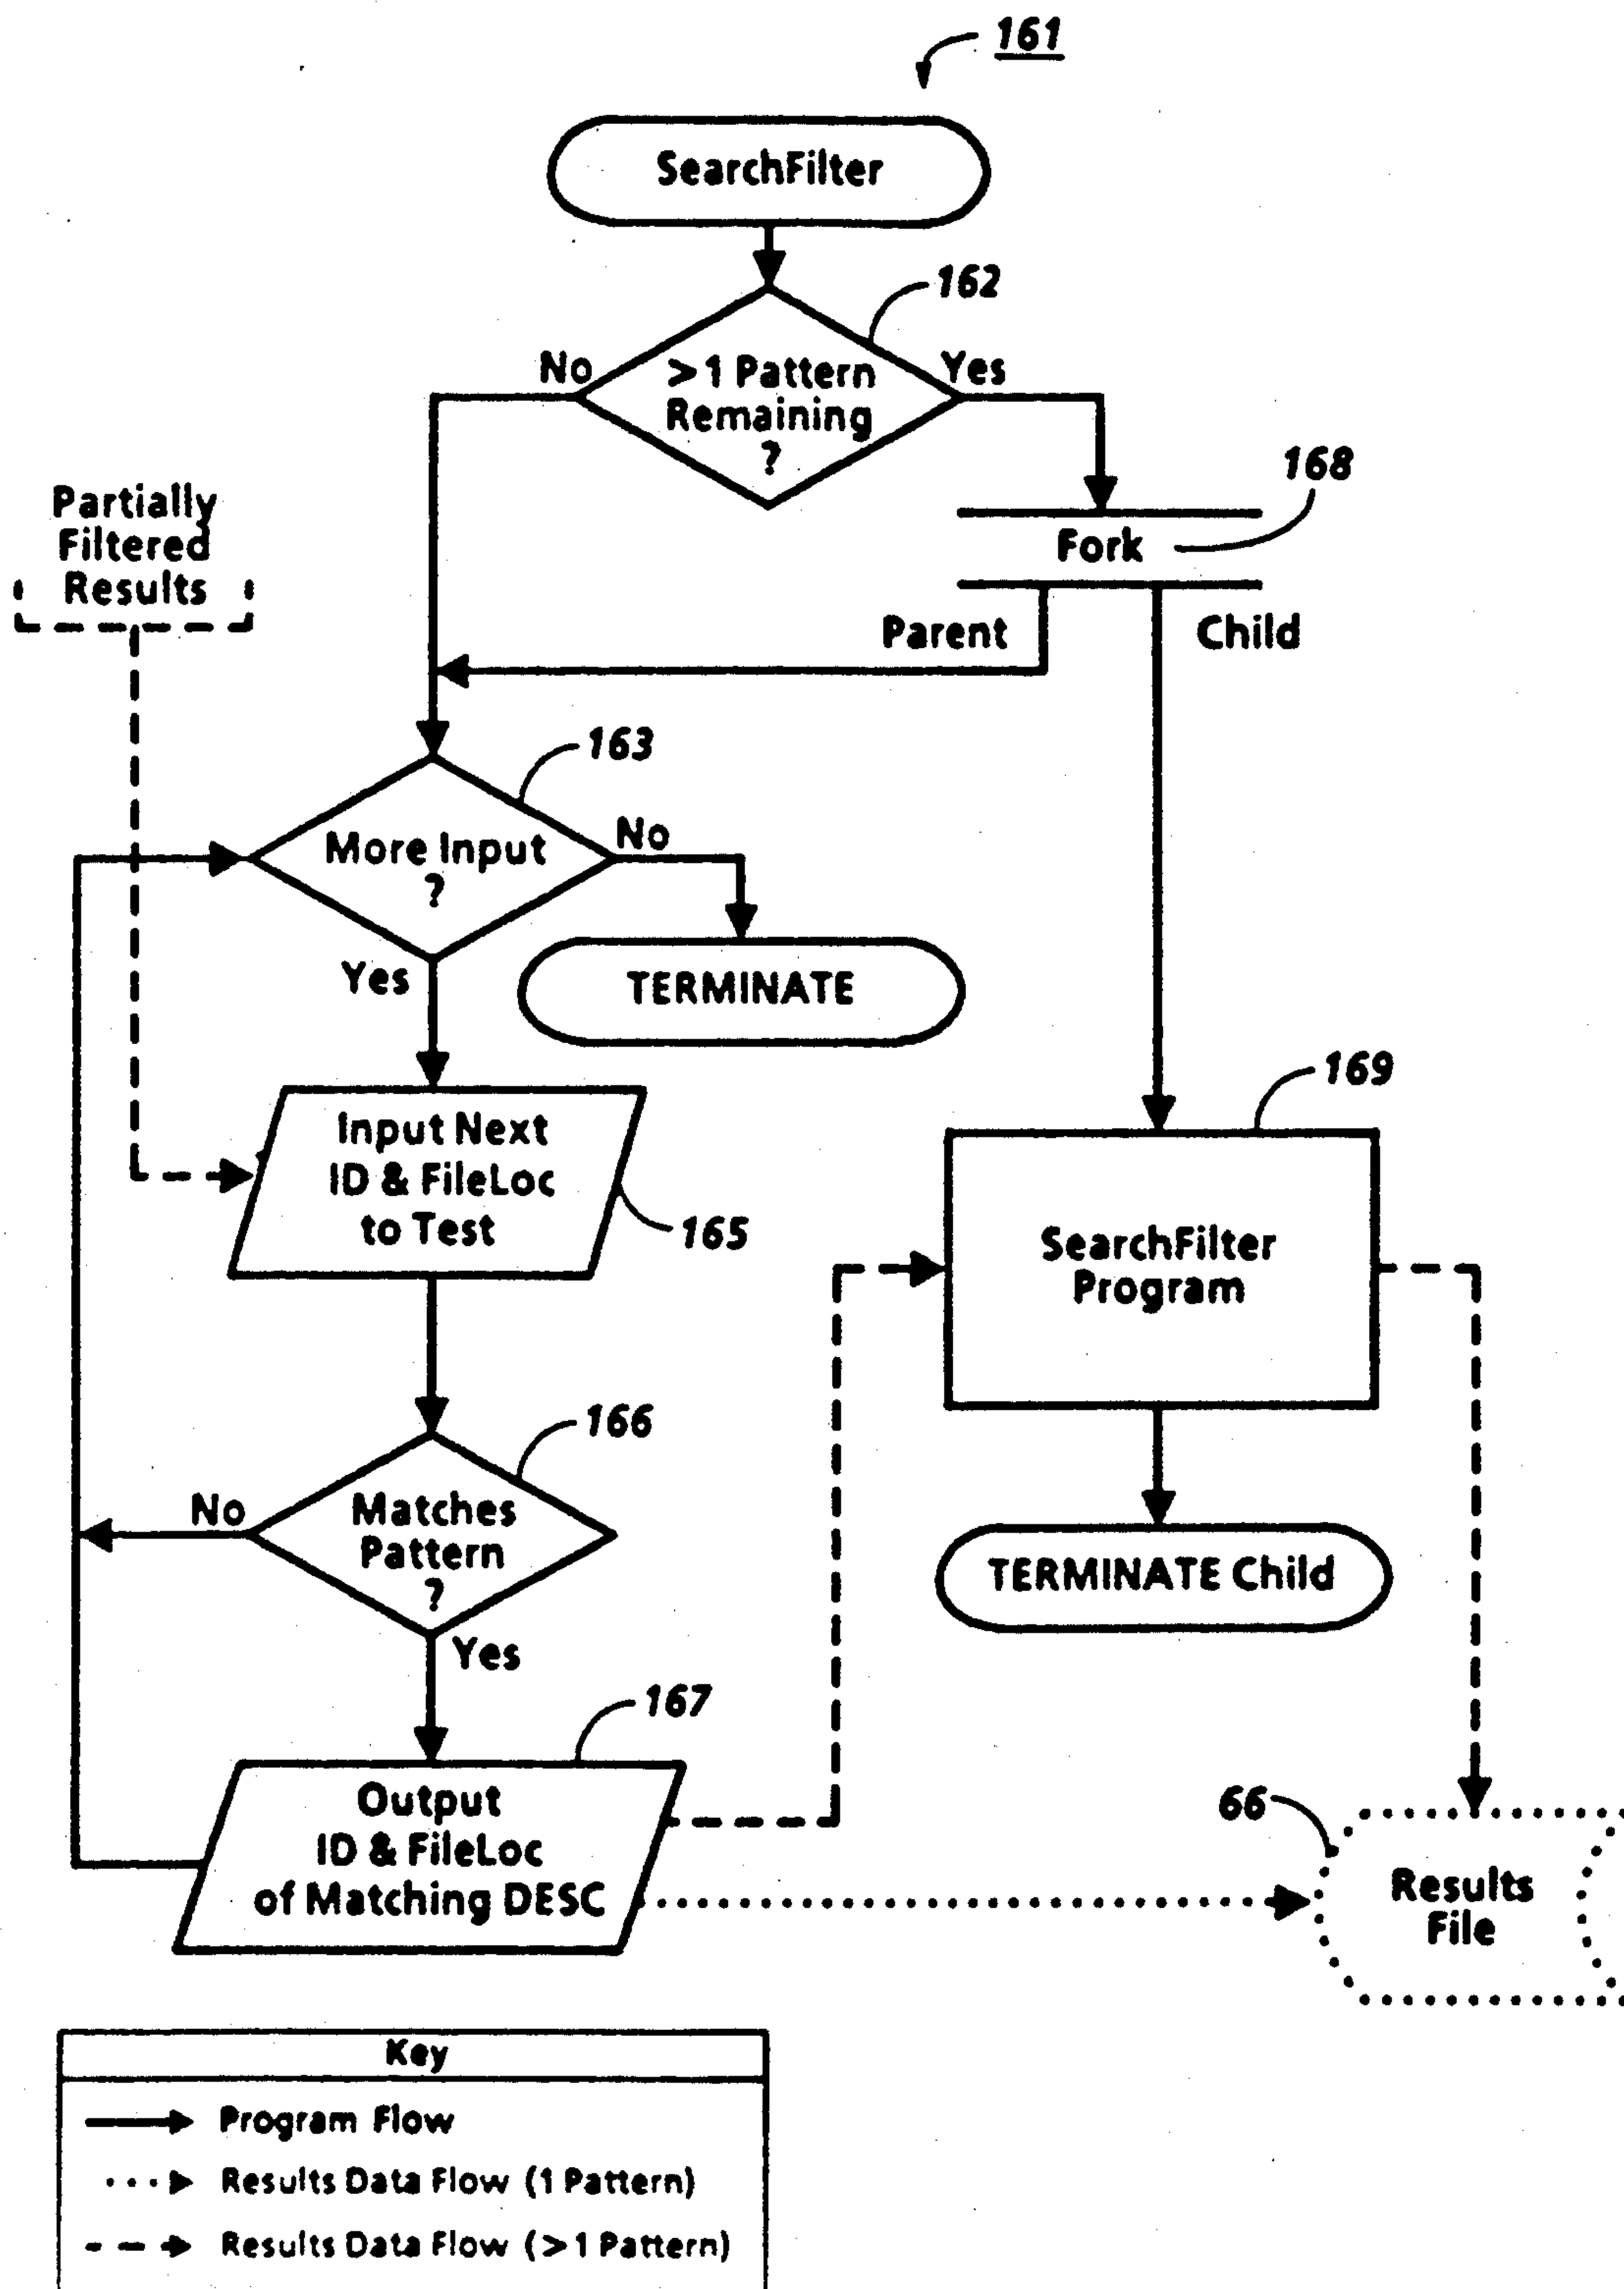 161
SearchFilter
162
No
> 1 Pattern
Remaining
?
Yes
168
Partially
Filtered
Results
Fork
Parent
Child
163
More Input
?
No
Yes
TERMINATE
169
Input Next
ID & FileLoc
to Test
165
SearchFilter
Program
166
No
Matches
Pattern
?
TERMINATE Child
Yes
167
66
Output
ID & FileLoc
of Matching DESC
Results
File
Key
Program Flow
Results Data Flow (1 Pattern)
Results Data Flow (> 1 Pattern)